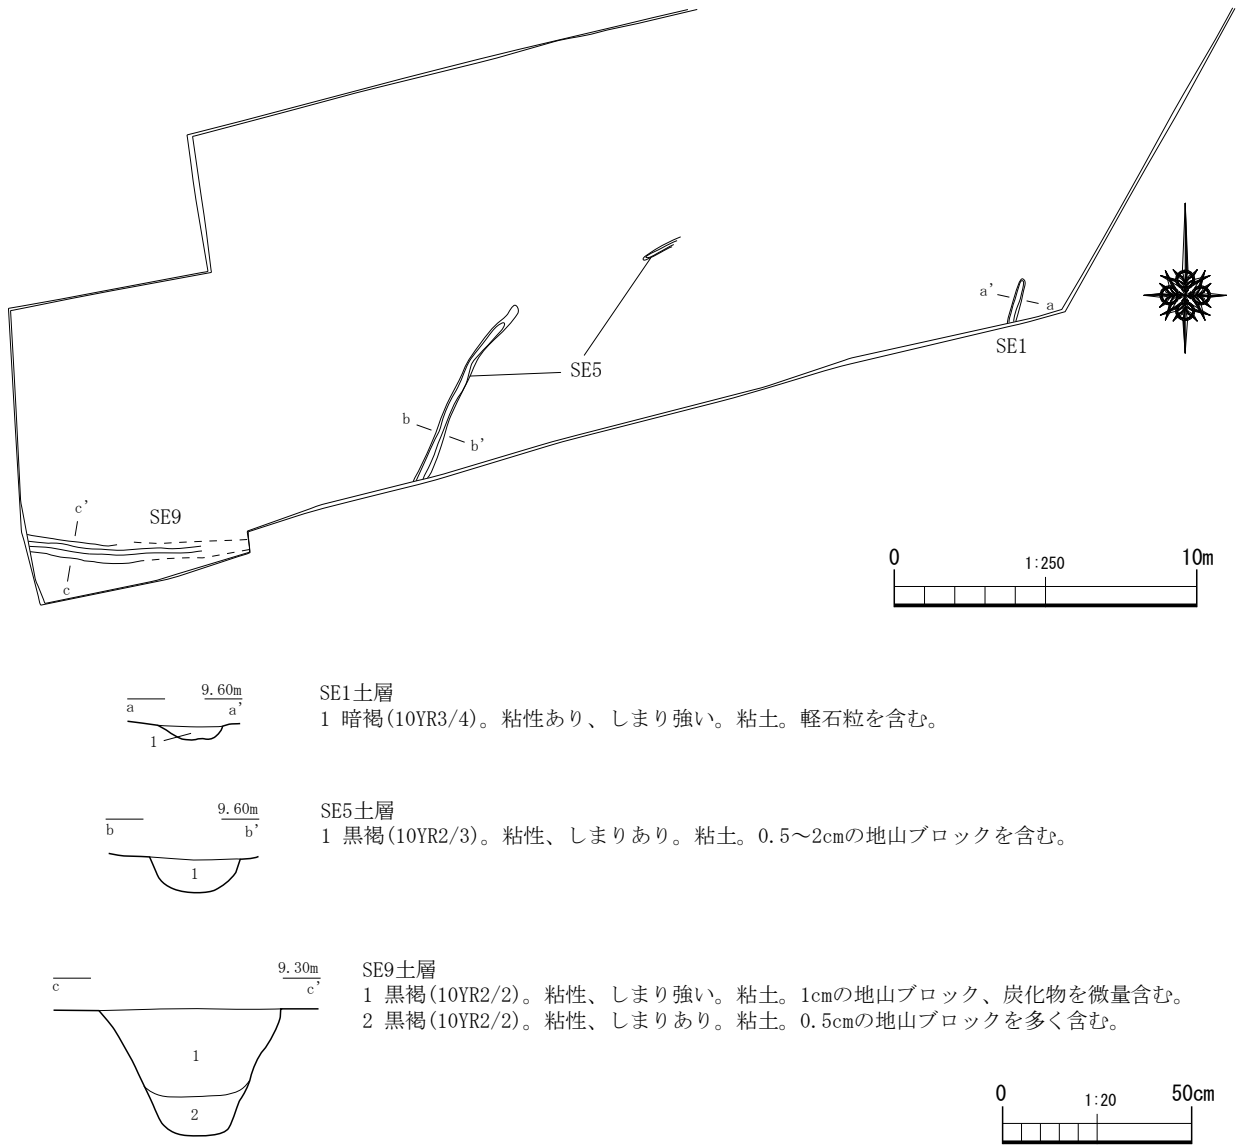 a'
a
SE1
SE5
b
b'
c'
SE9
c
0 1:250 10m
9.60m
a a'
1
SE1土層
1 暗褐(10YR3/4)。粘性あり、しまり強い。粘土。軽石粒を含む。
9.60m
b b'
1
SE5土層
1 黒褐(10YR2/3)。粘性、しまりあり。粘土。0.5～2cmの地山ブロックを含む。
9.30m
c c'
1
2
SE9土層
1 黒褐(10YR2/2)。粘性、しまり強い。粘土。1cmの地山ブロック、炭化物を微量含む。
2 黒褐(10YR2/2)。粘性、しまりあり。粘土。0.5cmの地山ブロックを多く含む。
0 1:20 50cm